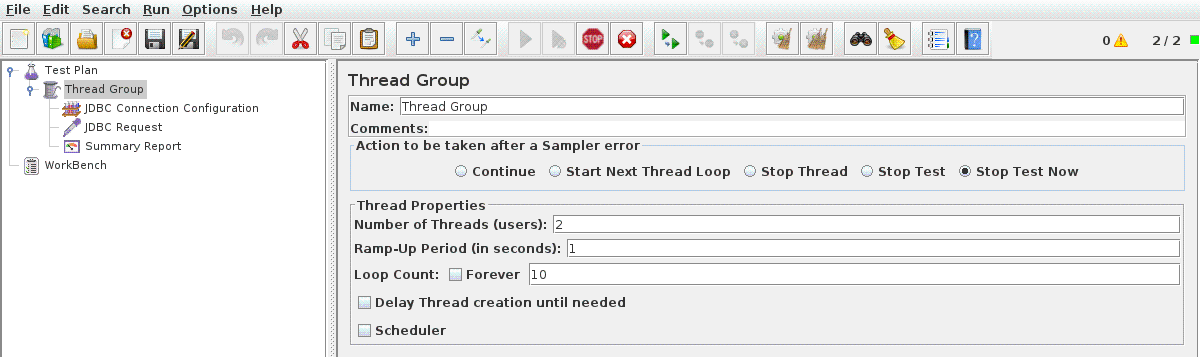 File Edit Search Run Options Help
STOP
0 2 / 2
Test Plan
Thread Group
JDBC Connection Configuration
JDBC Request
Summary Report
WorkBench
Thread Group
Name: Thread Group
Comments:
Action to be taken after a Sampler error
Continue Start Next Thread Loop Stop Thread Stop Test Stop Test Now
Thread Properties
Number of Threads (users): 2
Ramp-Up Period (in seconds): 1
Loop Count: Forever 10
Delay Thread creation until needed
Scheduler